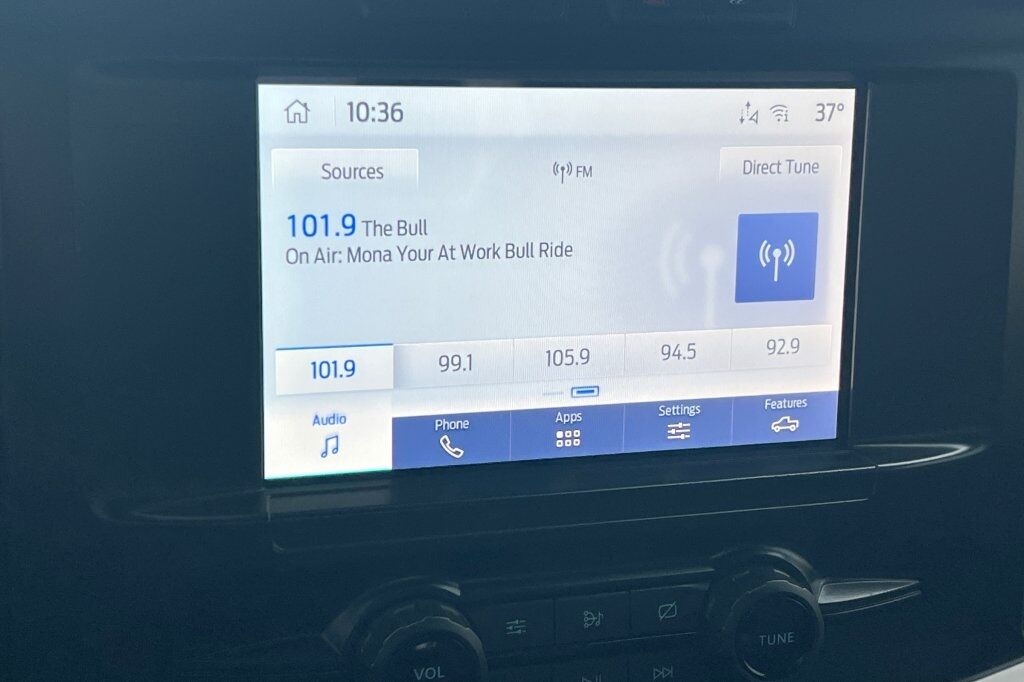 10:36
37°
Sources
FM
Direct Tune
101.9 The Bull
On Air: Mona Your At Work Bull Ride
101.9
99.1
105.9
94.5
92.9
Audio
Phone
Apps
Settings
Features
VOL
TUNE